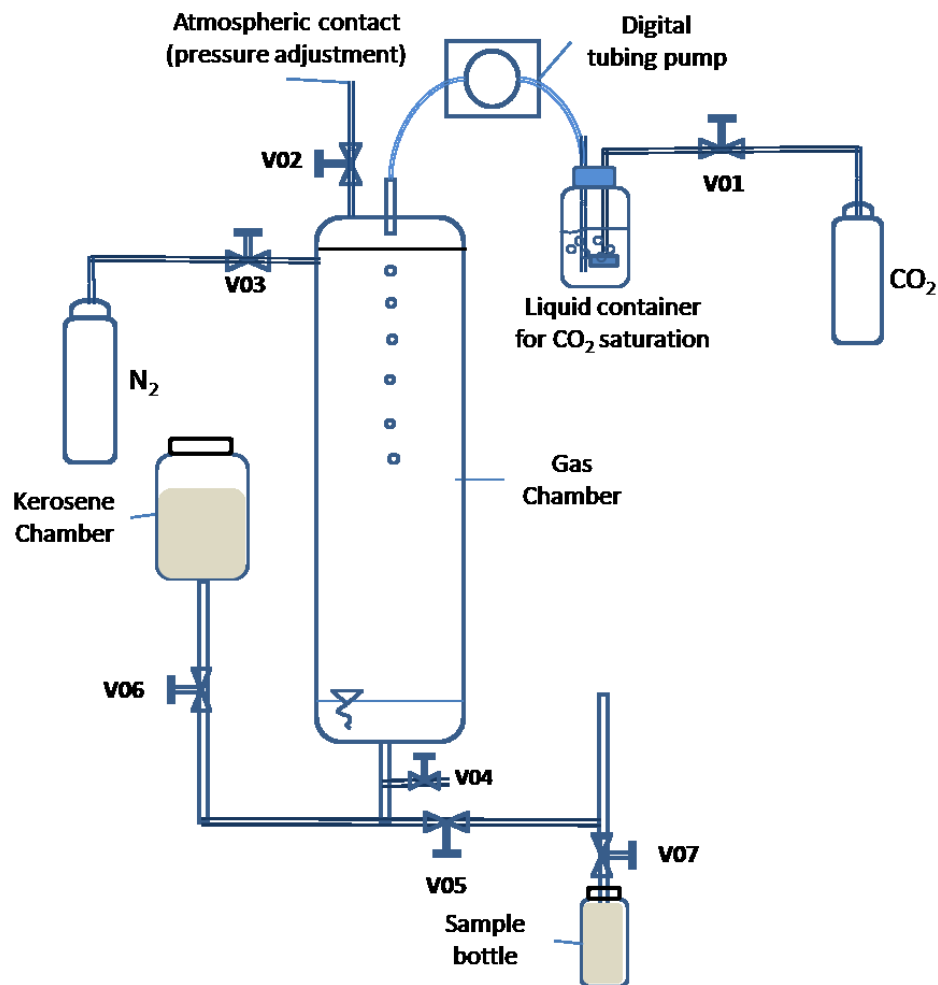 Atmospheric contact
(pressure adjustment)
Digital
tubing pump
V02
V01
V03
CO₂
Liquid container
for CO₂ saturation
N₂
Gas
Chamber
Kerosene
Chamber
V06
V04
V05
V07
Sample
bottle